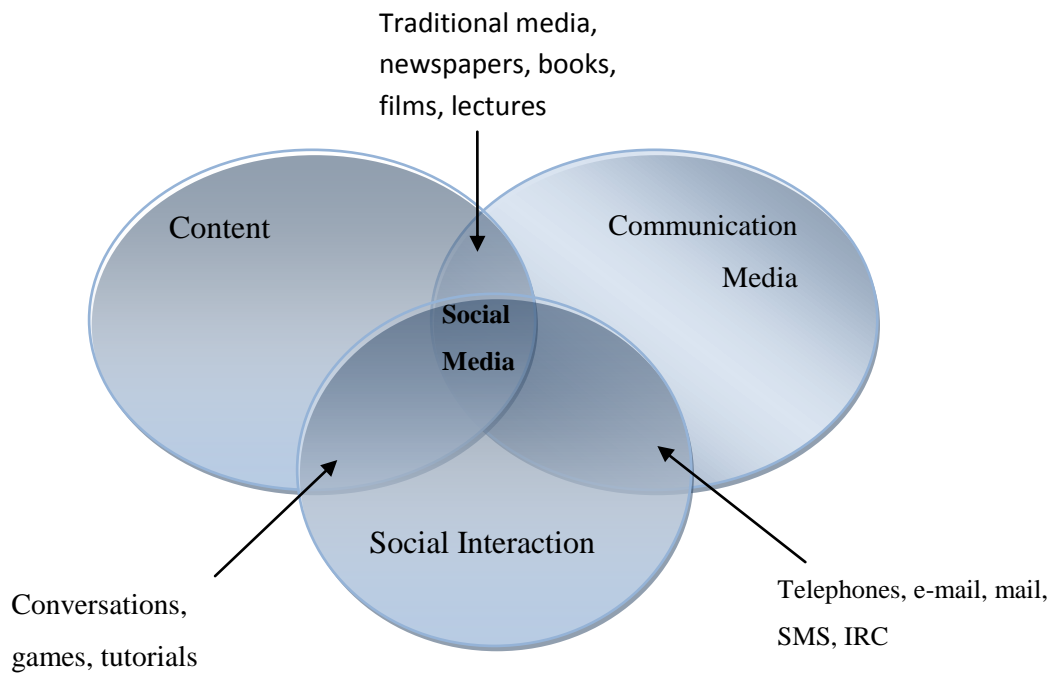 Traditional media,
newspapers, books,
films, lectures
Content
Communication
Media
Social
Media
Social Interaction
Conversations,
games, tutorials
Telephones, e-mail, mail,
SMS, IRC